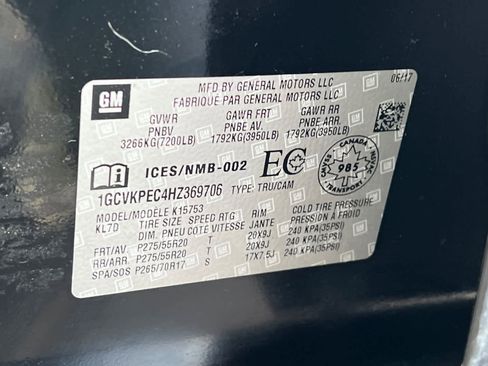 GM
MFD BY GENERAL MOTORS LLC
FABRIQUÉ PAR GENERAL MOTORS LLC
06/17
GVWR GAWR FRT GAWR RR
PNBV PNBE AV. PNBE ARR.
3266KG(7200LB) 1792KG(3950LB) 1792KG(3950LB)
ICES/NMB-002 EC
CANADA
985
TRANSPORT
1GCVKPEC4HZ369706 TYPE: TRU/CAM
MODEL/MODELE K15753
KL7D TIRE SIZE SPEED RTG RIM COLD TIRE PRESSURE
DIM. PNEU COTE VITESSE JANTE PRESSION A FROID
FRT/AV P275/55R20 T 20X9J 240 KPA(35PSI)
RR/ARR P275/55R20 T 20X9J 240 KPA(35PSI)
SPA/SOS P265/70R17 S 17X7.5J 240 KPA(35PSI)